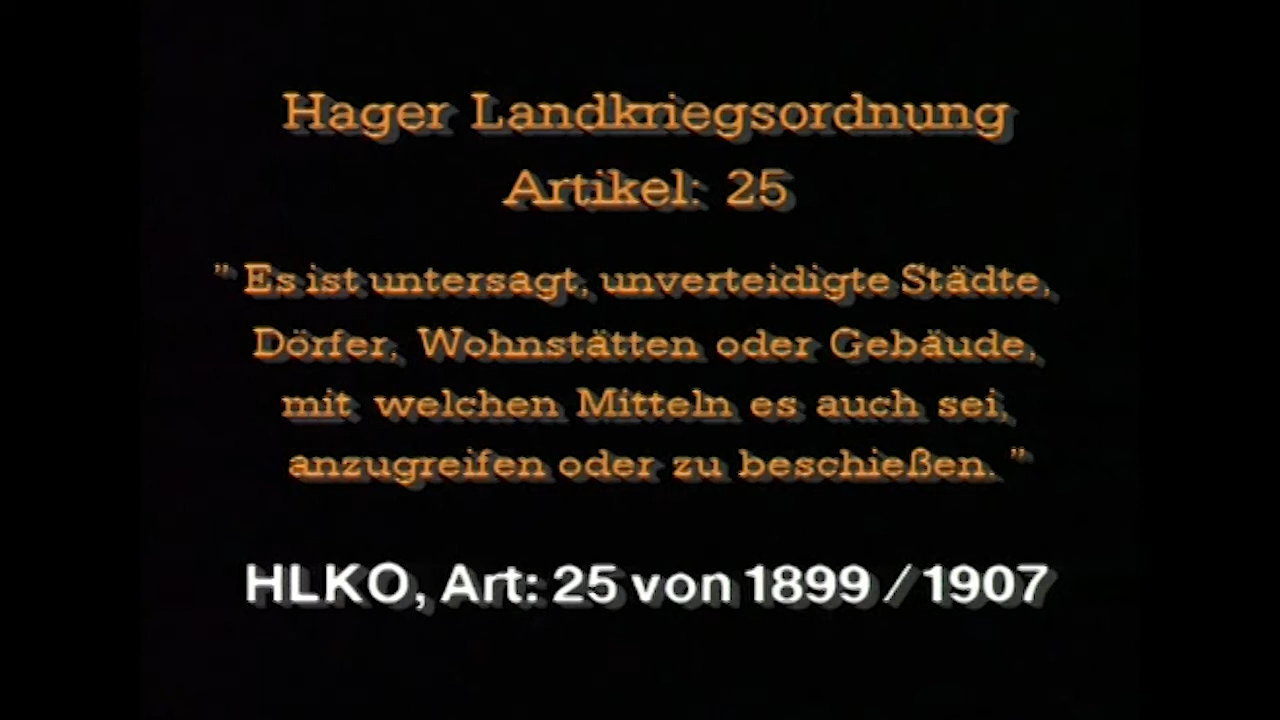 Hager Landkriegsordnung
Artikel: 25
" Es ist untersagt, unverteidigte Städte,
Dörfer, Wohnstätten oder Gebäude,
mit welchen Mitteln es auch sei,
anzugreifen oder zu beschießen. "
HLKO, Art: 25 von 1899 / 1907